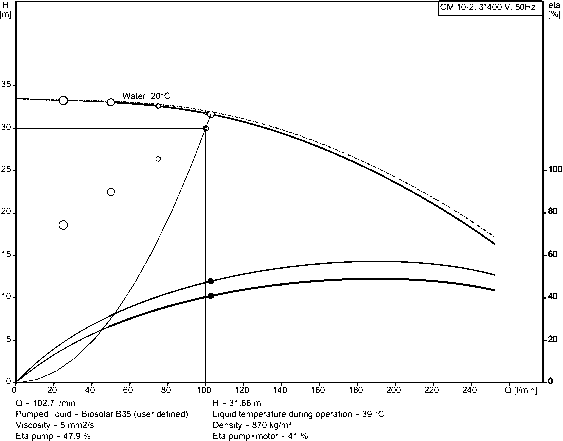 H
[m]
CM 10-2, 3*400 V, 50Hz
eta
[%]
Water, 20°C
35
30
25
20
15
10
5
0
100
80
60
40
20
0
0 20 40 60 80 100 120 140 160 180 200 220 240 Q [l/min]
Q = 102.7 l/min
H = 31.66 m
Pumped liquid = Biosolar B35 (user defined)
Liquid temperature during operation = 39 °C
Viscosity = 5 mm2/s
Density = 870 kg/m³
Eta pump = 47.9 %
Eta pump+motor = 41 %